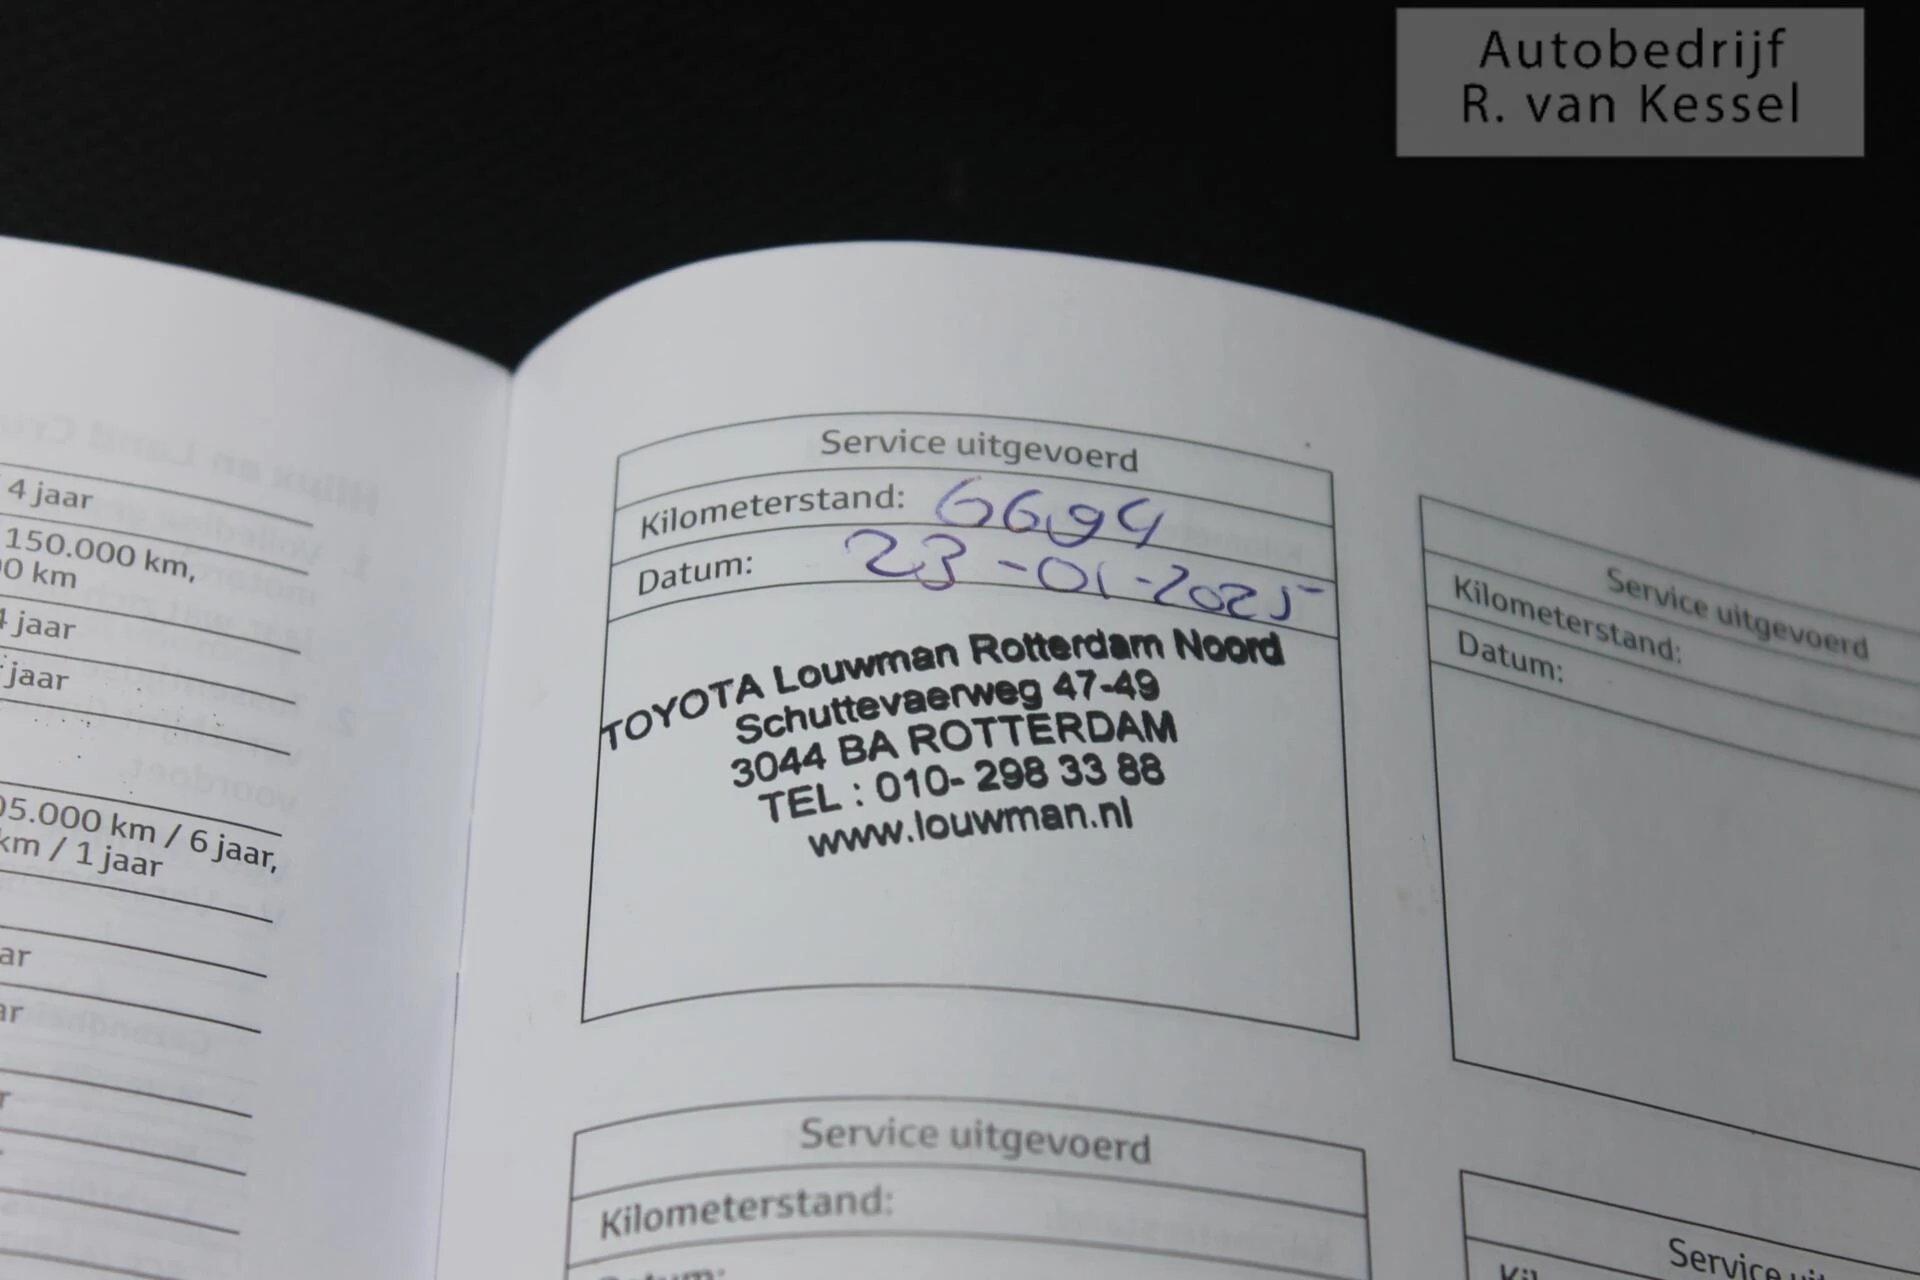 Autobedrijf
R. van Kessel
4 jaar
150.000 km,
km
jaar
jaar
05.000 km / 6 jaar,
km / 1 jaar
Service uitgevoerd
Kilometerstand: 6694
Datum: 23-01-2025
TOYOTA Louwman Rotterdam Noord
Schuttevaerweg 47-49
3044 BA ROTTERDAM
TEL : 010- 298 33 88
www.louwman.nl
Service uitgevoerd
Kilometerstand:
Datum:
Service uitgevoerd
Kilometerstand:
Datum:
Service